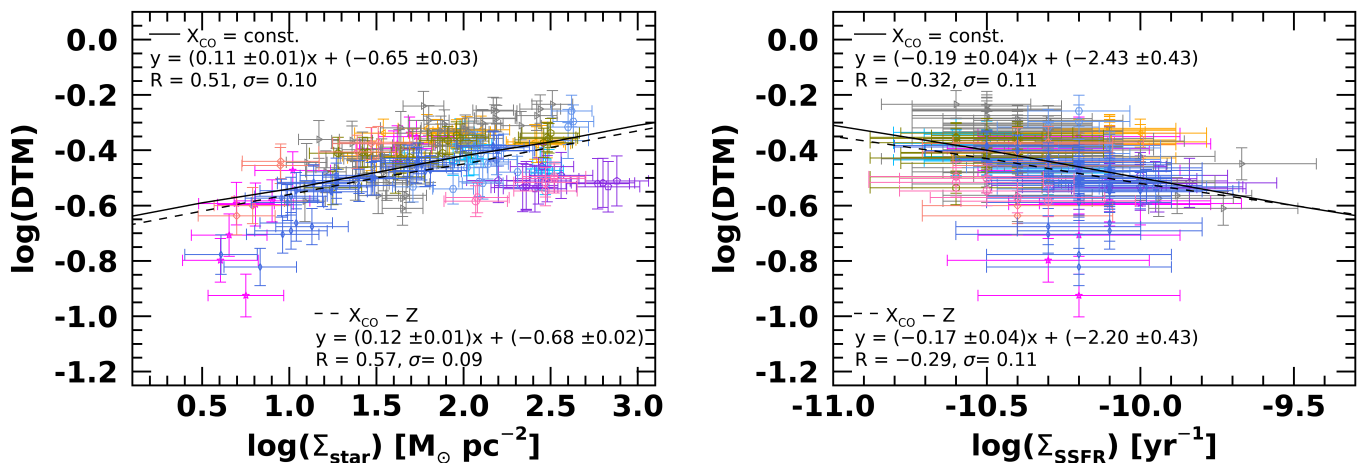 X_CO = const.
y = (0.11 ±0.01)x + (−0.65 ±0.03)
R = 0.51, σ= 0.10
X_CO − Z
y = (0.12 ±0.01)x + (−0.68 ±0.02)
R = 0.57, σ= 0.09
log(DTM)
0.0
-0.2
-0.4
-0.6
-0.8
-1.0
-1.2
0.5 1.0 1.5 2.0 2.5 3.0
log(Σ_star) [M_⊙ pc^−2]
X_CO = const.
y = (−0.19 ±0.04)x + (−2.43 ±0.43)
R = −0.32, σ= 0.11
X_CO − Z
y = (−0.17 ±0.04)x + (−2.20 ±0.43)
R = −0.29, σ= 0.11
log(DTM)
0.0
-0.2
-0.4
-0.6
-0.8
-1.0
-1.2
-11.0 -10.5 -10.0 -9.5
log(Σ_SSFR) [yr^−1]